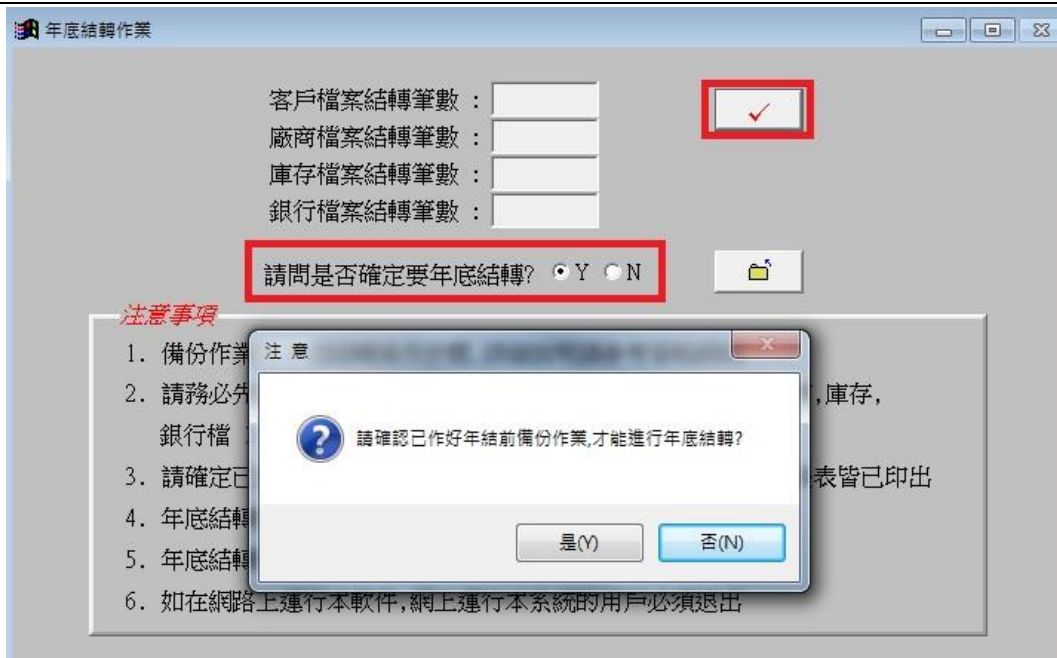 年底結轉作業
客戶檔案結轉筆數 :
廠商檔案結轉筆數 :
庫存檔案結轉筆數 :
銀行檔案結轉筆數 :
請問是否確定要年底結轉? Y N
注意事項
1. 備份作業
注 意
2. 請務必先 ,庫存,
銀行檔
請確認已作好年結前備份作業,才能進行年底結轉?
3. 請確定已 表皆已印出
4. 年底結轉
是(Y) 否(N)
5. 年底結轉
6. 如在網路上運行本軟件,網上運行本系統的用戶必須退出